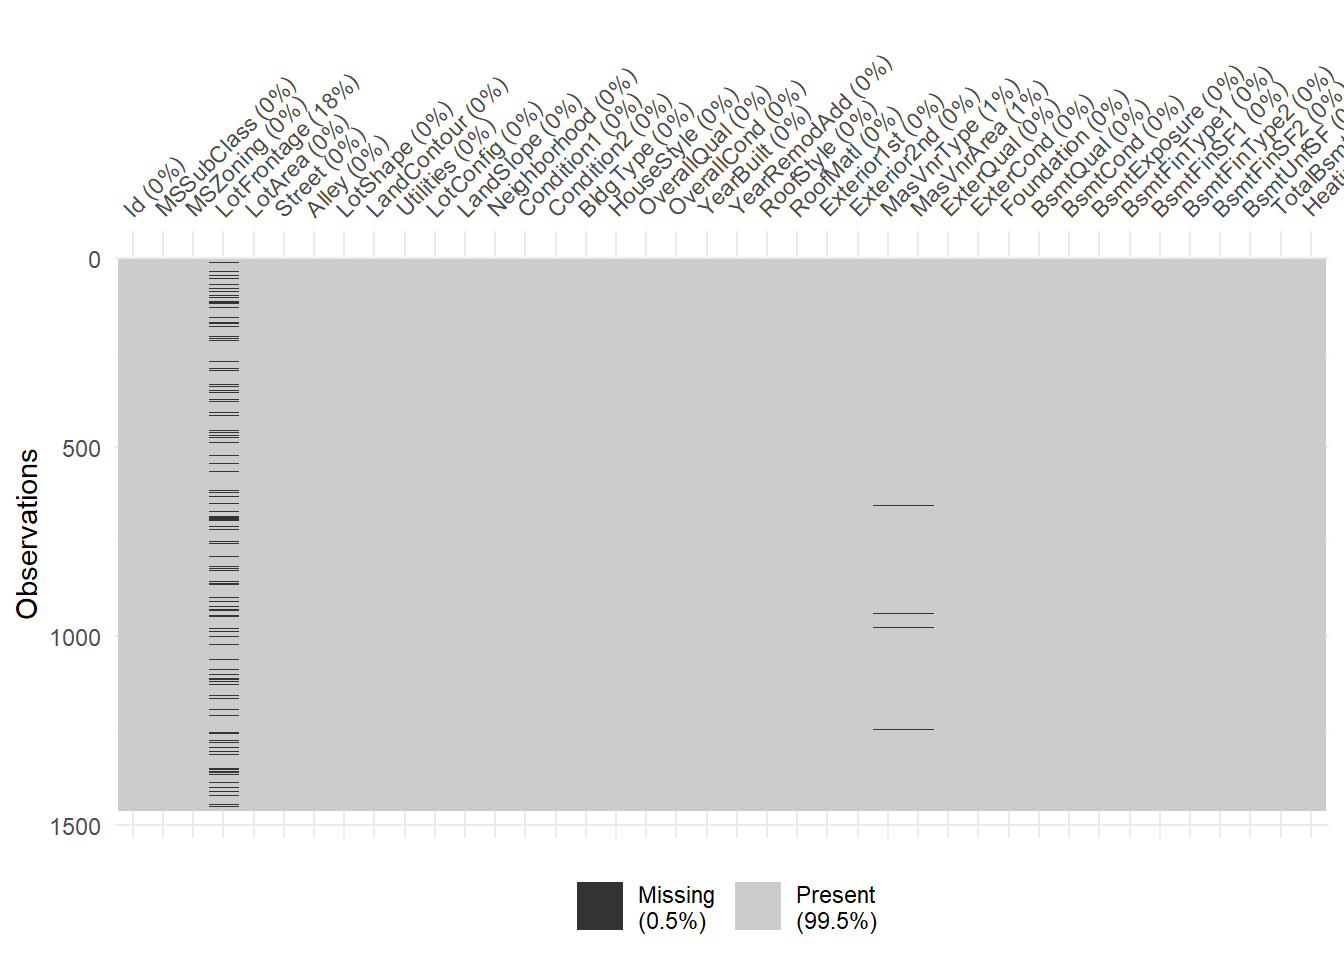 Id (0%)
MSSubClass (0%)
MSZoning (0%)
LotFrontage (18%)
LotArea (0%)
Street (0%)
Alley (0%)
LotShape (0%)
LandContour (0%)
Utilities (0%)
LotConfig (0%)
LandSlope (0%)
Neighborhood (0%)
Condition1 (0%)
Condition2 (0%)
BldgType (0%)
HouseStyle (0%)
OverallQual (0%)
OverallCond (0%)
YearBuilt (0%)
YearRemodAdd (0%)
RoofStyle (0%)
RoofMatl (0%)
Exterior1st (0%)
Exterior2nd (0%)
MasVnrType (1%)
MasVnrArea (1%)
ExterQual (0%)
ExterCond (0%)
Foundation (0%)
BsmtQual (0%)
BsmtCond (0%)
BsmtExposure (0%)
BsmtFinType1 (0%)
BsmtFinSF1 (0%)
BsmtFinType2 (0%)
BsmtFinSF2 (0%)
BsmtUnfSF (0
TotalBsm
Heati
0
500
1000
1500
Observations
Missing
(0.5%)
Present
(99.5%)